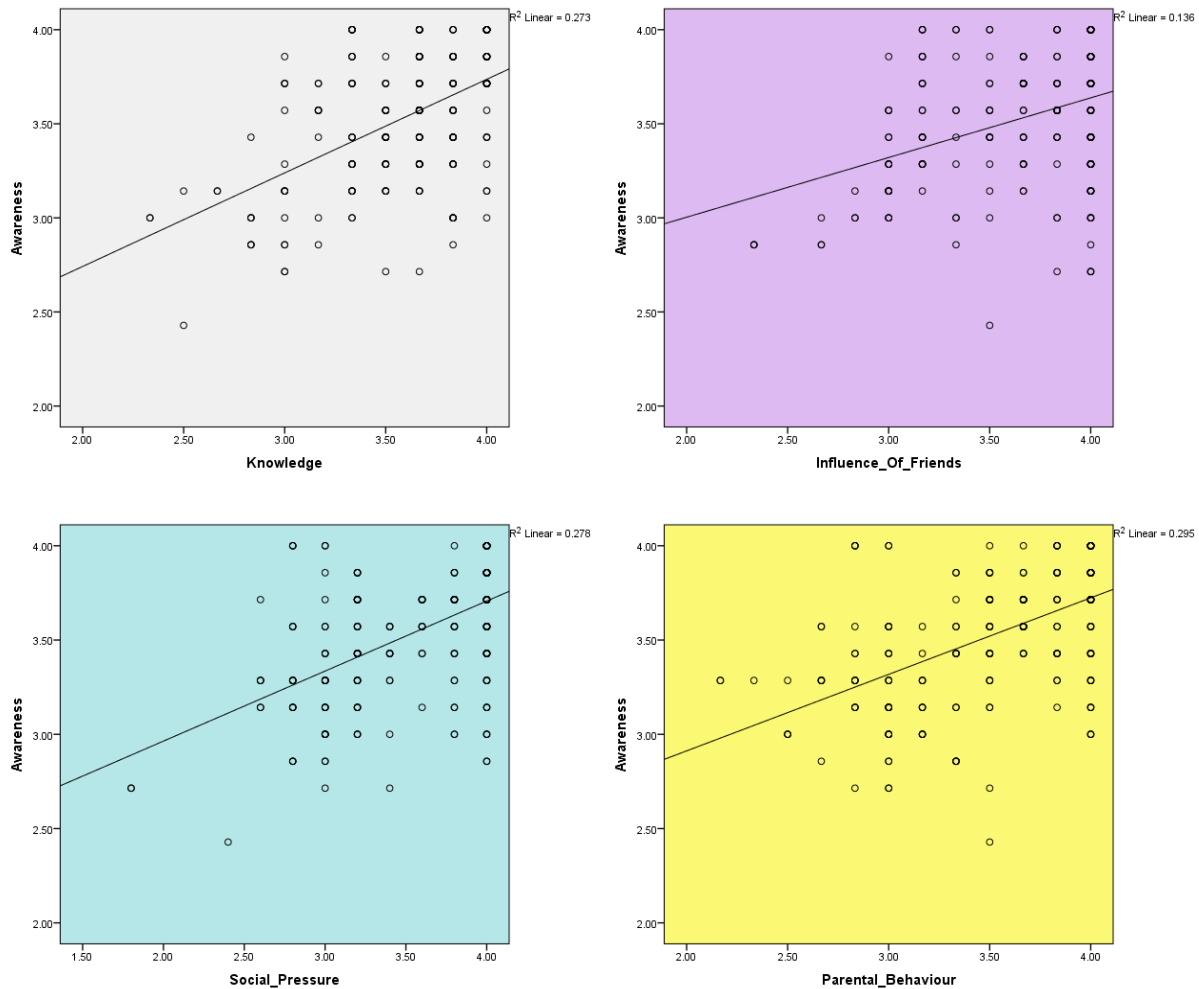 R² Linear = 0.273
4.00
3.50
3.00
2.50
2.00
Awareness
2.00 2.50 3.00 3.50 4.00
Knowledge
R² Linear = 0.136
4.00
3.50
3.00
2.50
2.00
Awareness
2.00 2.50 3.00 3.50 4.00
Influence_Of_Friends
R² Linear = 0.278
4.00
3.50
3.00
2.50
2.00
Awareness
1.50 2.00 2.50 3.00 3.50 4.00
Social_Pressure
R² Linear = 0.295
4.00
3.50
3.00
2.50
2.00
Awareness
2.00 2.50 3.00 3.50 4.00
Parental_Behaviour